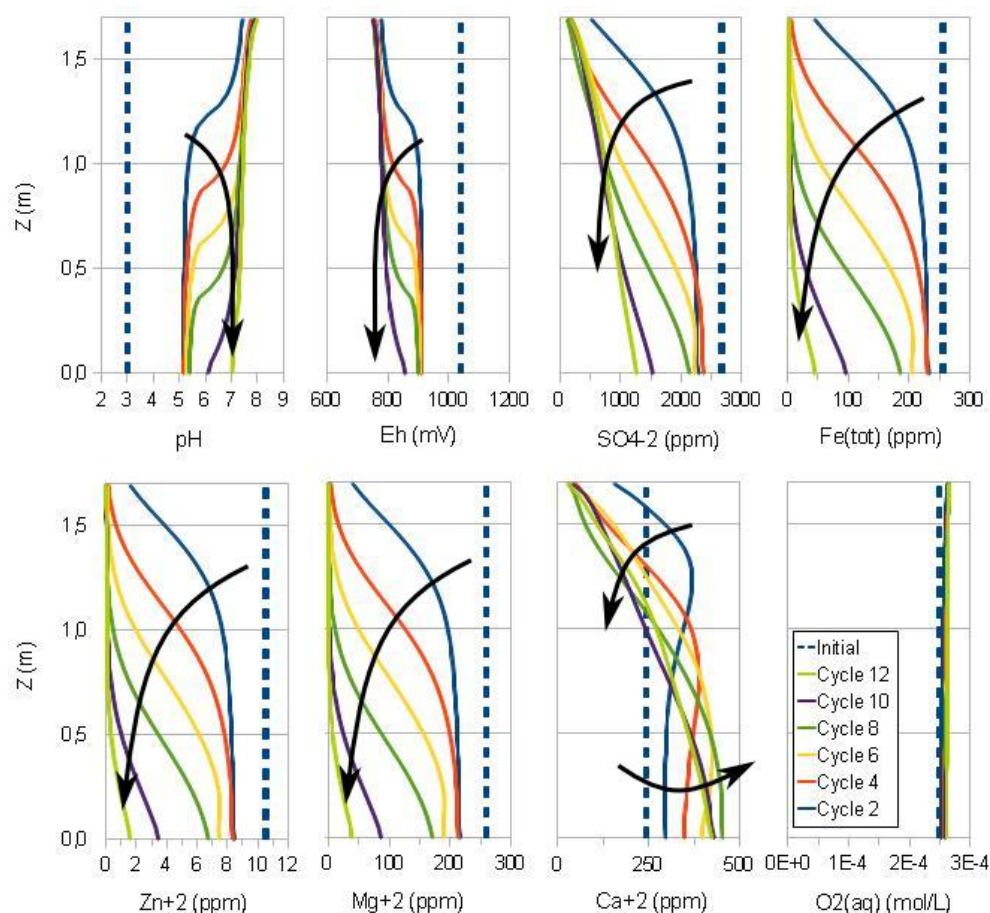 Z (m)
1,5
1,0
0,5
0,0
2 3 4 5 6 7 8 9
pH
600 800 1000 1200
Eh (mV)
0 1000 2000 3000
SO4-2 (ppm)
0 100 200 300
Fe(tot) (ppm)
Z (m)
1,5
1,0
0,5
0,0
0 2 4 6 8 10 12
Zn+2 (ppm)
0 100 200 300
Mg+2 (ppm)
0 250 500
Ca+2 (ppm)
Initial
Cycle 12
Cycle 10
Cycle 8
Cycle 6
Cycle 4
Cycle 2
0E+0 1E-4 2E-4 3E-4
O2(aq) (mol/L)